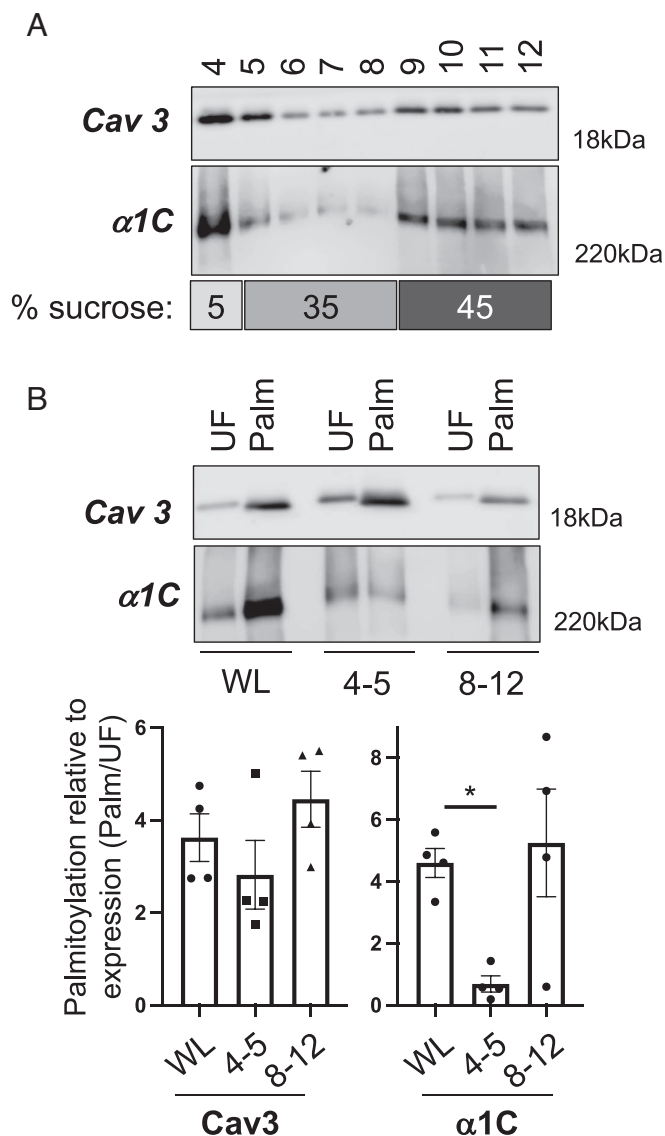 A
4 5 6 7 8 9 10 11 12
Cav 3
18kDa
α1C
220kDa
% sucrose: 5 35 45
B
UF Palm UF Palm UF Palm
Cav 3
18kDa
α1C
220kDa
WL 4-5 8-12
Palmitoylation relative to
expression (Palm/UF)
6
4
2
0
WL 4-5 8-12
Cav3
8
6
4
2
0
*
WL 4-5 8-12
α1C